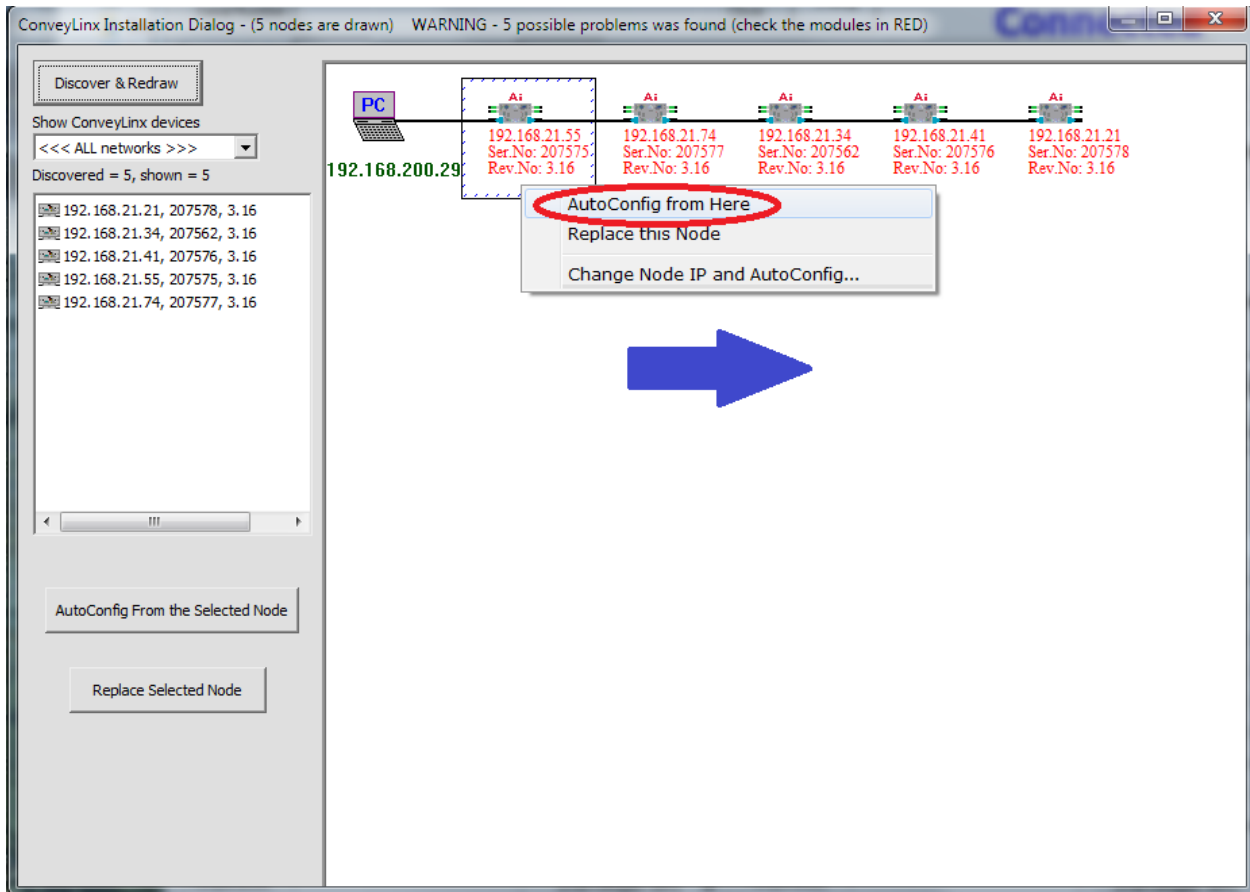 ConveyLinx Installation Dialog - (5 nodes are drawn) WARNING - 5 possible problems was found (check the modules in RED)
Discover & Redraw
Show ConveyLinx devices
<<< ALL networks >>>
Discovered = 5, shown = 5
192.168.21.21, 207578, 3.16
192.168.21.34, 207562, 3.16
192.168.21.41, 207576, 3.16
192.168.21.55, 207575, 3.16
192.168.21.74, 207577, 3.16
AutoConfig From the Selected Node
Replace Selected Node
PC
192.168.200.29
Ai
192.168.21.55
Ser.No: 207575
Rev.No: 3.16
Ai
192.168.21.74
Ser.No: 207577
Rev.No: 3.16
Ai
192.168.21.34
Ser.No: 207562
Rev.No: 3.16
Ai
192.168.21.41
Ser.No: 207576
Rev.No: 3.16
Ai
192.168.21.21
Ser.No: 207578
Rev.No: 3.16
AutoConfig from Here
Replace this Node
Change Node IP and AutoConfig...